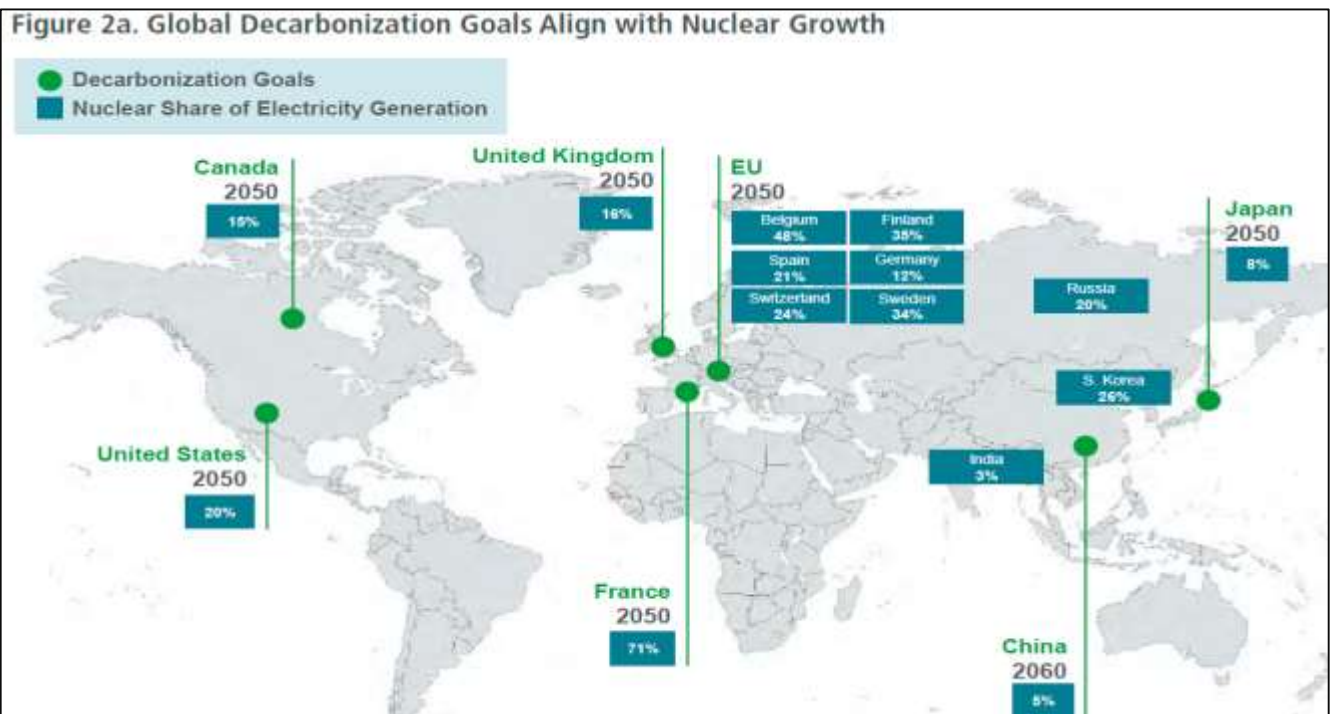 Figure 2a. Global Decarbonization Goals Align with Nuclear Growth
Decarbonization Goals
Nuclear Share of Electricity Generation
Canada
2050
15%
United Kingdom
2050
16%
EU
2050
Belgium
48%
Finland
35%
Spain
21%
Germany
12%
Switzerland
24%
Sweden
34%
Japan
2050
8%
Russia
20%
S. Korea
26%
India
3%
United States
2050
20%
France
2050
71%
China
2060
5%